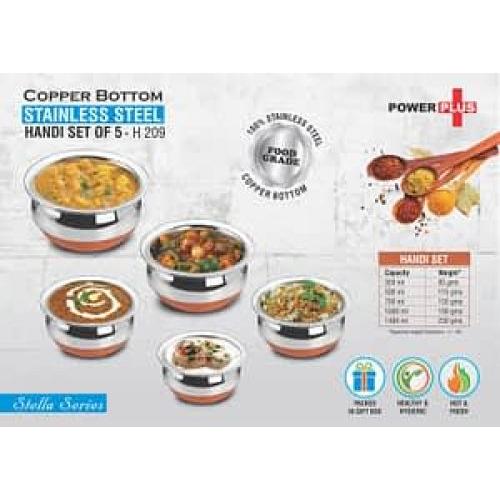 COPPER BOTTOM
STAINLESS STEEL
HANDI SET OF 5 - H 209
100% STAINLESS STEEL
FOOD
GRADE
COPPER BOTTOM
POWER PLUS
HANDI SET
Capacity Weight*
PACKED
IN GIFT BOX
HEALTHY &
HYGIENIC
HOT &
FRESH
Stella Series